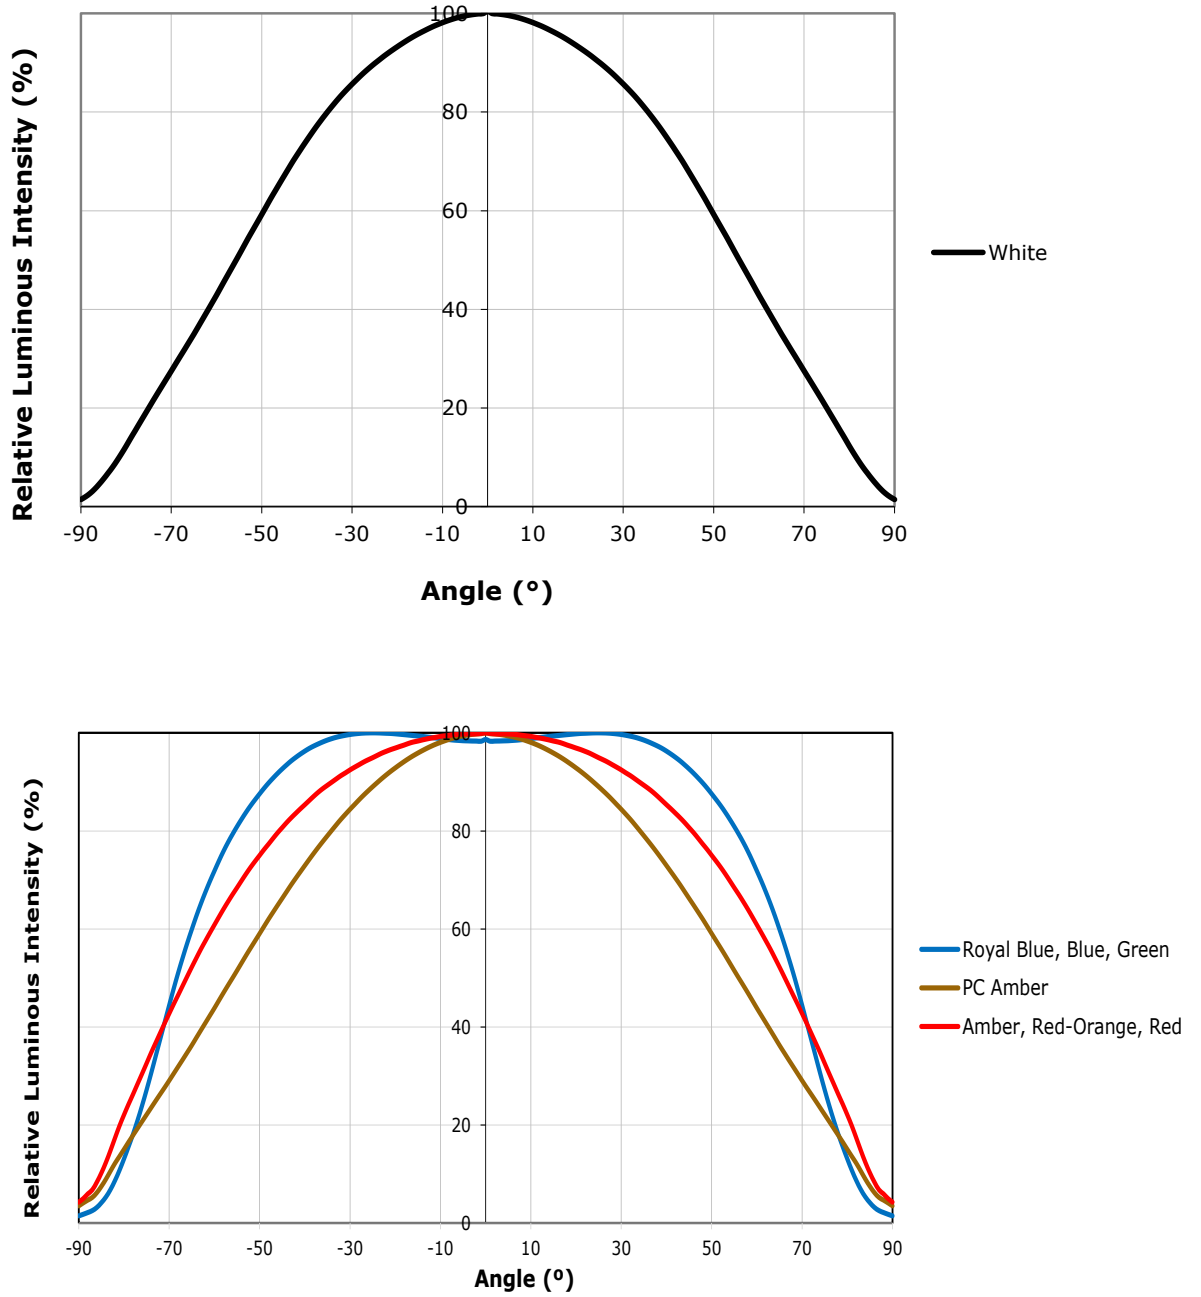 Relative Luminous Intensity (%)
100
80
60
40
20
0
-90 -70 -50 -30 -10 10 30 50 70 90
Angle (°)
White
Relative Luminous Intensity (%)
100
80
60
40
20
0
-90 -70 -50 -30 -10 10 30 50 70 90
Angle (º)
Royal Blue, Blue, Green
PC Amber
Amber, Red-Orange, Red